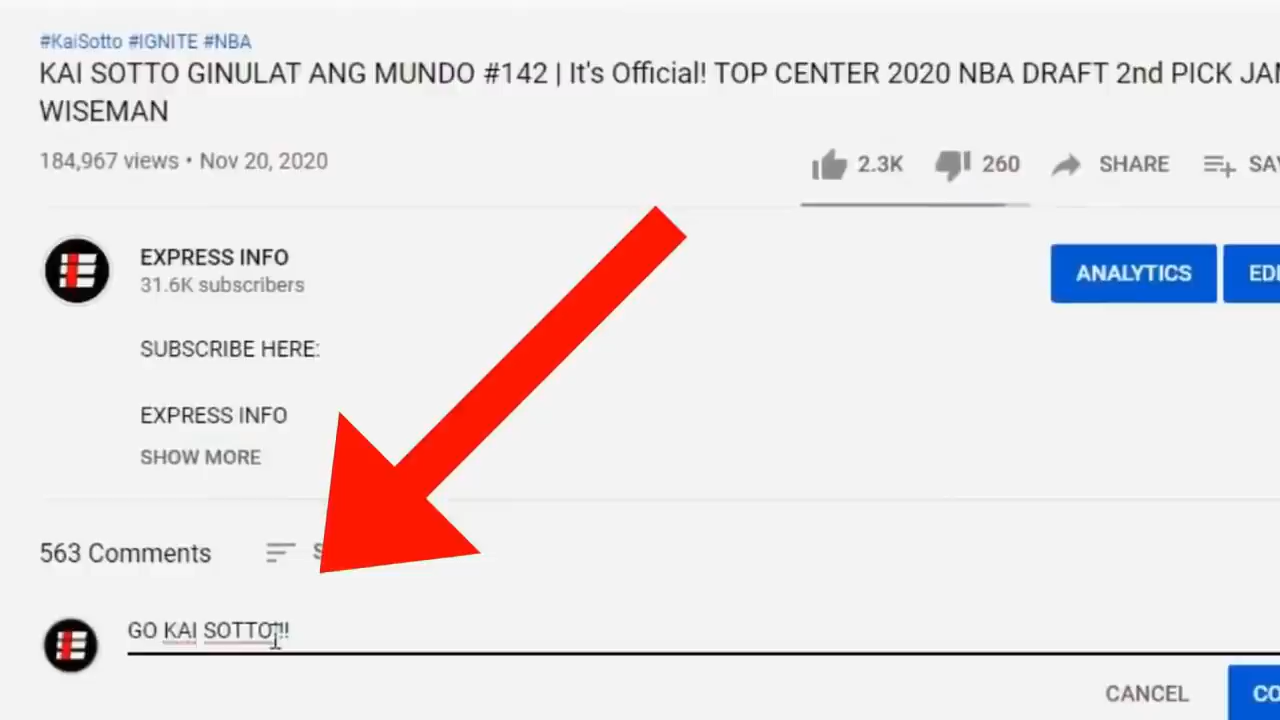 #KaiSotto #IGNITE #NBA
KAI SOTTO GINULAT ANG MUNDO #142 | It's Official! TOP CENTER 2020 NBA DRAFT 2nd PICK
WISEMAN
184,967 views • Nov 20, 2020
2.3K 260 SHARE
EXPRESS INFO
31.6K subscribers
ANALYTICS
SUBSCRIBE HERE:
EXPRESS INFO
SHOW MORE
563 Comments
GO KAI SOTTO!!!
CANCEL